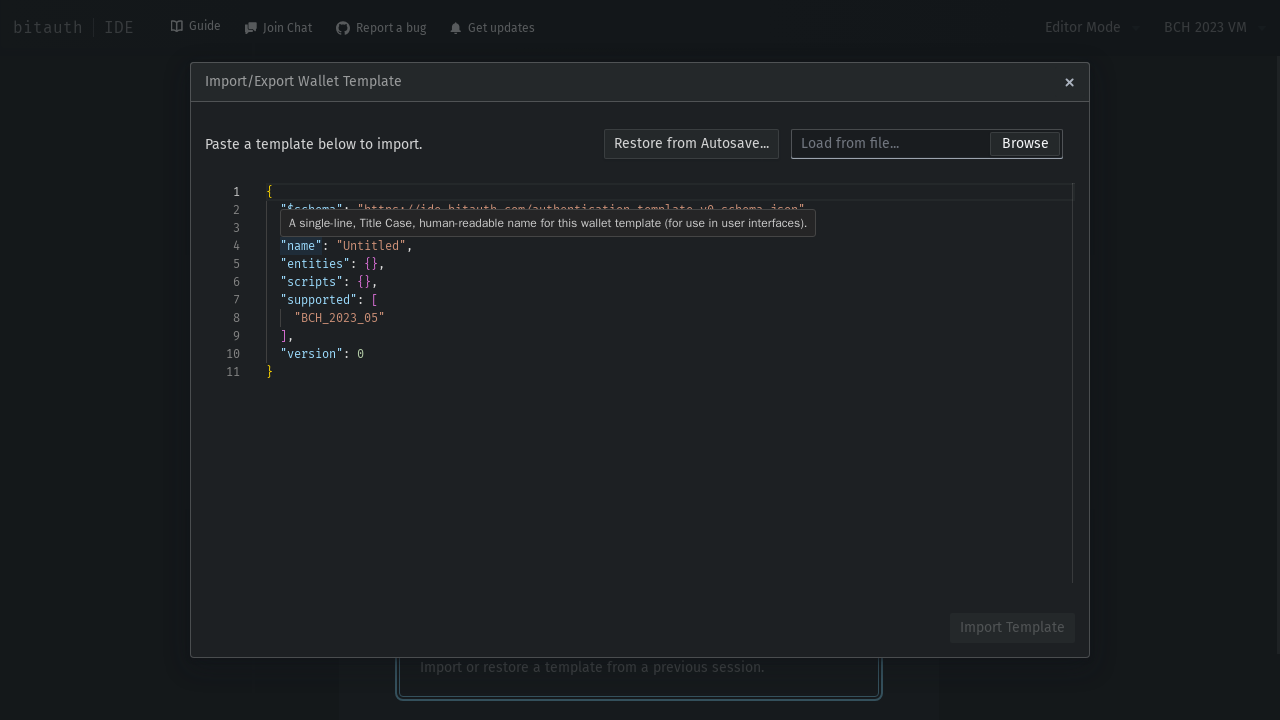 bitauth | IDE
Guide
Join Chat
Report a bug
Get updates
Editor Mode
BCH 2023 VM
Import/Export Wallet Template
×
Paste a template below to import.
Restore from Autosave...
Load from file...
Browse
1 {
2 "$schema": "https://ide.bitauth.com/authentication-template-v0.schema.json",
A single-line, Title Case, human-readable name for this wallet template (for use in user interfaces).
3
4 "name": "Untitled",
5 "entities": {},
6 "scripts": {},
7 "supported": [
8 "BCH_2023_05"
9 ],
10 "version": 0
11 }
Import Template
Import or restore a template from a previous session.